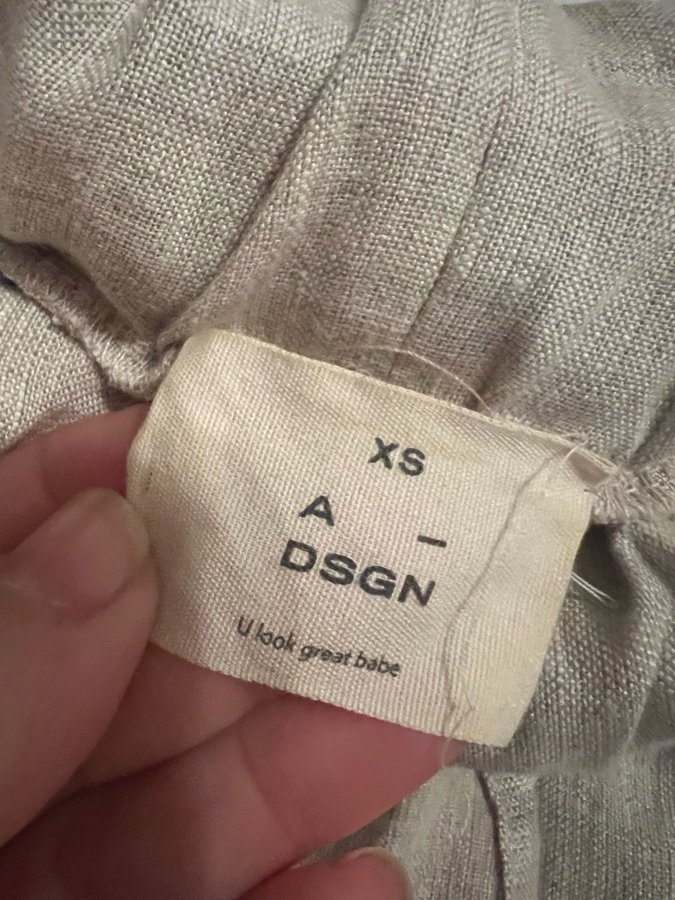 XS
A _
DSGN
U look great babe